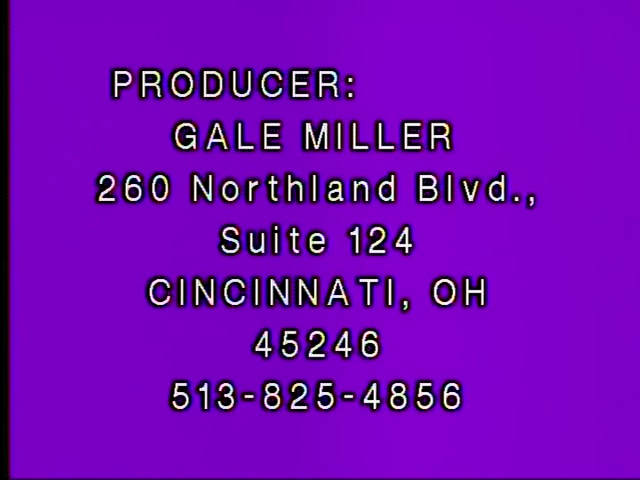 PRODUCER:
GALE MILLER
260 Northland Blvd.,
Suite 124
CINCINNATI, OH
45246
513-825-4856